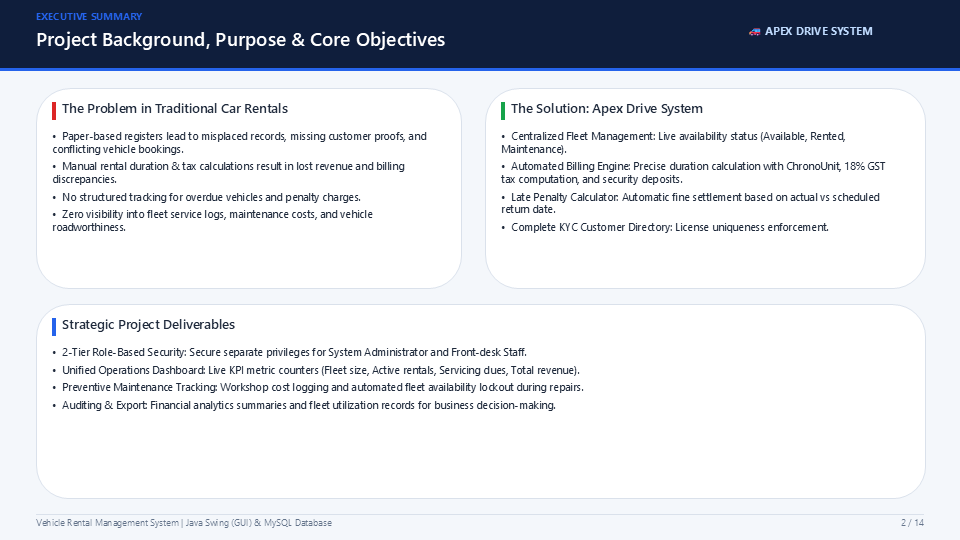 EXECUTIVE SUMMARY
Project Background, Purpose & Core Objectives
🚗 APEX DRIVE SYSTEM
The Problem in Traditional Car Rentals
• Paper-based registers lead to misplaced records, missing customer proofs, and
conflicting vehicle bookings.
• Manual rental duration & tax calculations result in lost revenue and billing
discrepancies.
• No structured tracking for overdue vehicles and penalty charges.
• Zero visibility into fleet service logs, maintenance costs, and vehicle
roadworthiness.
The Solution: Apex Drive System
• Centralized Fleet Management: Live availability status (Available, Rented,
Maintenance).
• Automated Billing Engine: Precise duration calculation with ChronoUnit, 18% GST
tax computation, and security deposits.
• Late Penalty Calculator: Automatic fine settlement based on actual vs scheduled
return date.
• Complete KYC Customer Directory: License uniqueness enforcement.
Strategic Project Deliverables
• 2-Tier Role-Based Security: Secure separate privileges for System Administrator and Front-desk Staff.
• Unified Operations Dashboard: Live KPI metric counters (Fleet size, Active rentals, Servicing dues, Total revenue).
• Preventive Maintenance Tracking: Workshop cost logging and automated fleet availability lockout during repairs.
• Auditing & Export: Financial analytics summaries and fleet utilization records for business decision-making.
Vehicle Rental Management System | Java Swing (GUI) & MySQL Database
2 / 14